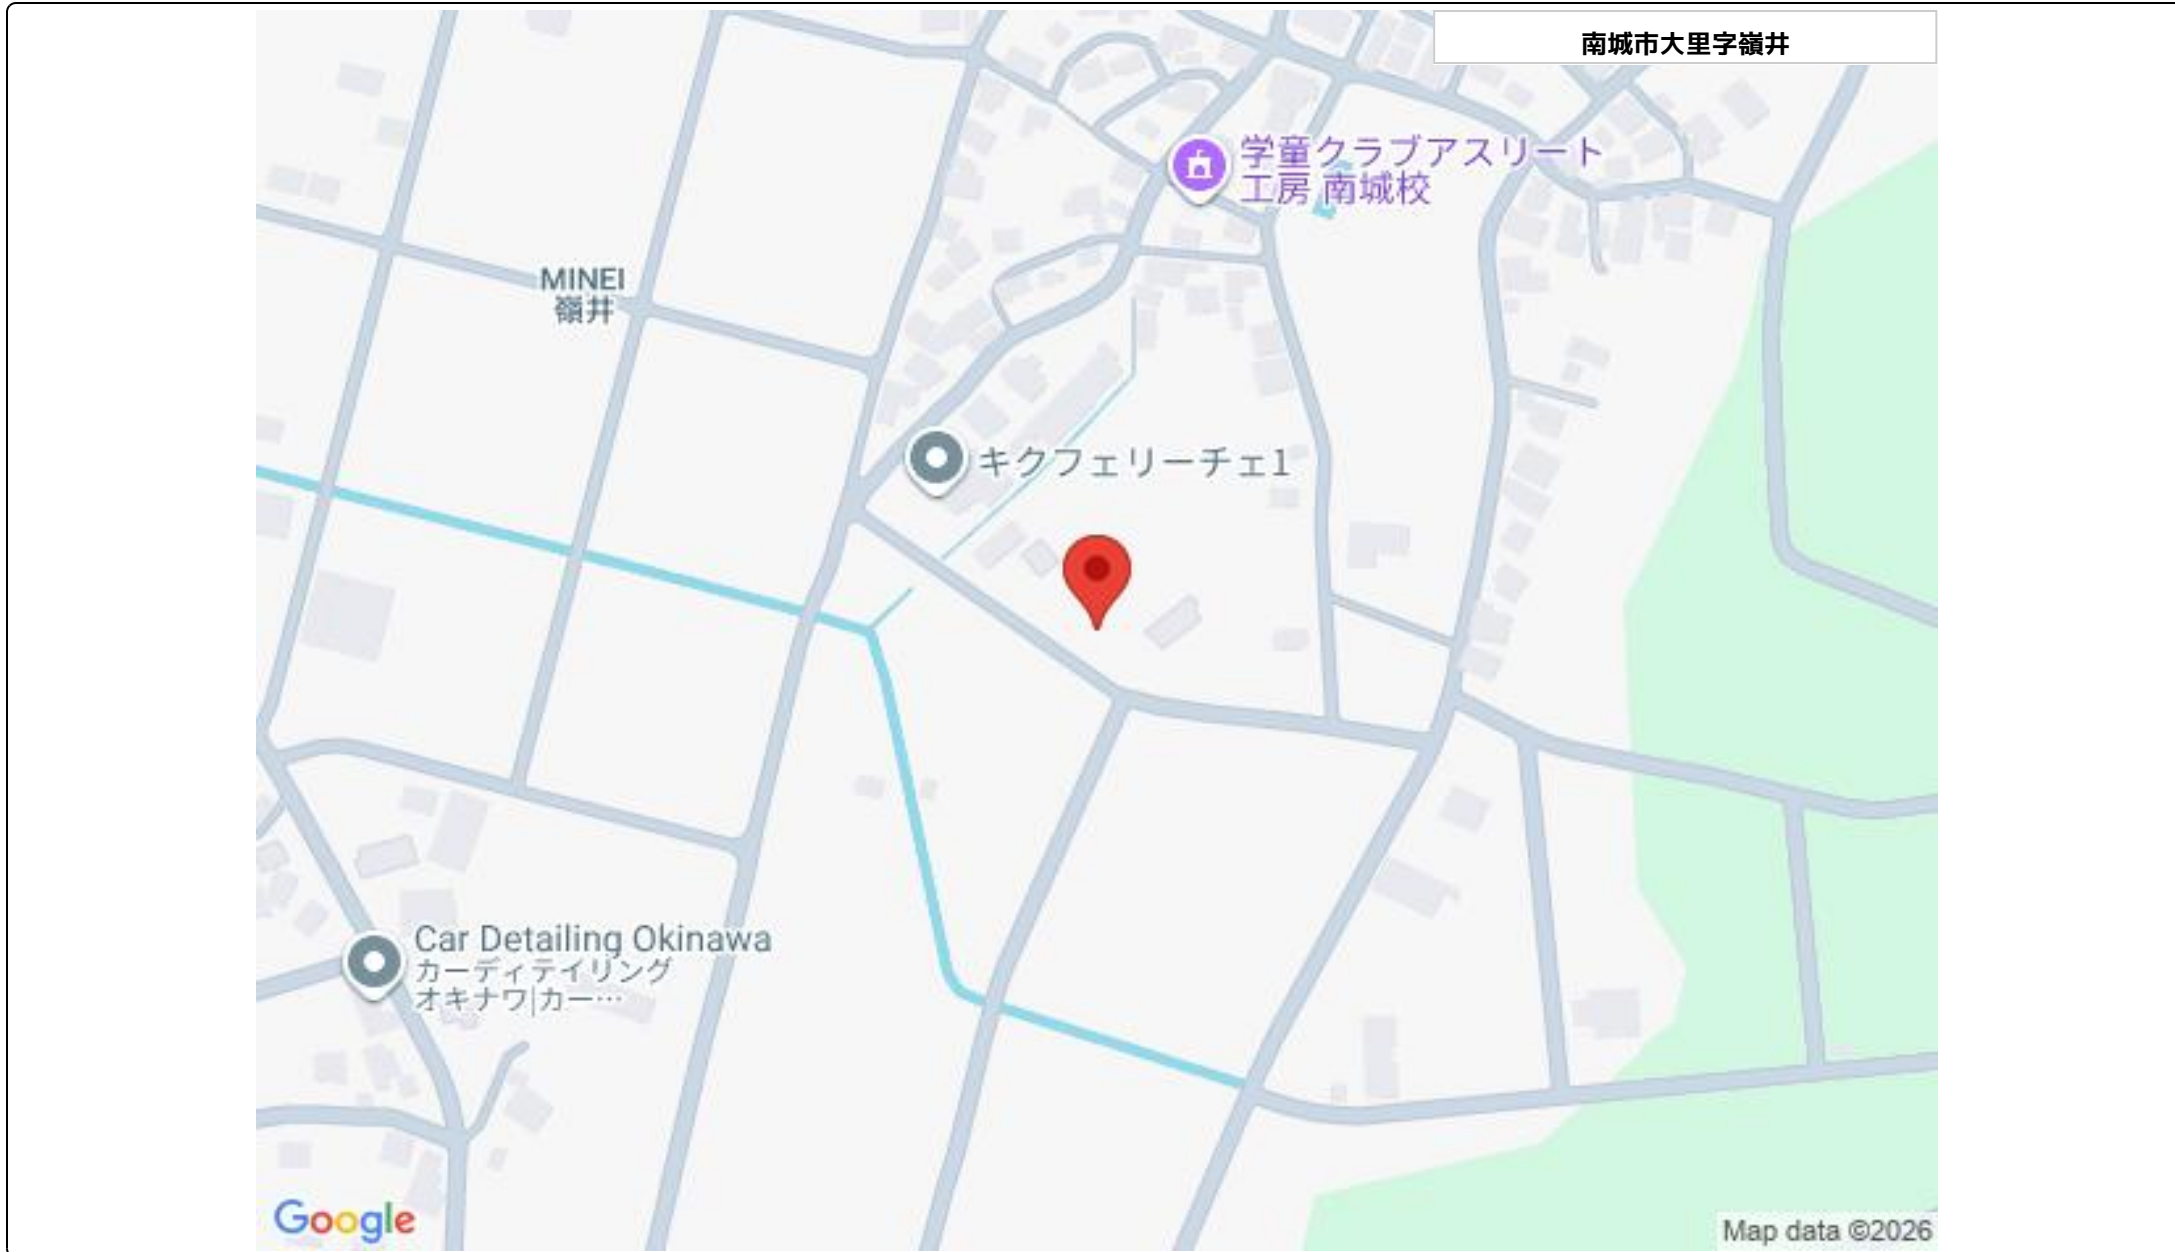 南城市大里字嶺井
学童クラブアスリート
工房 南城校
MINEI
嶺井
キクフェリーチェ1
Car Detailing Okinawa
カーディテイリング
オキナワ|カー…
Google
Map data ©2026